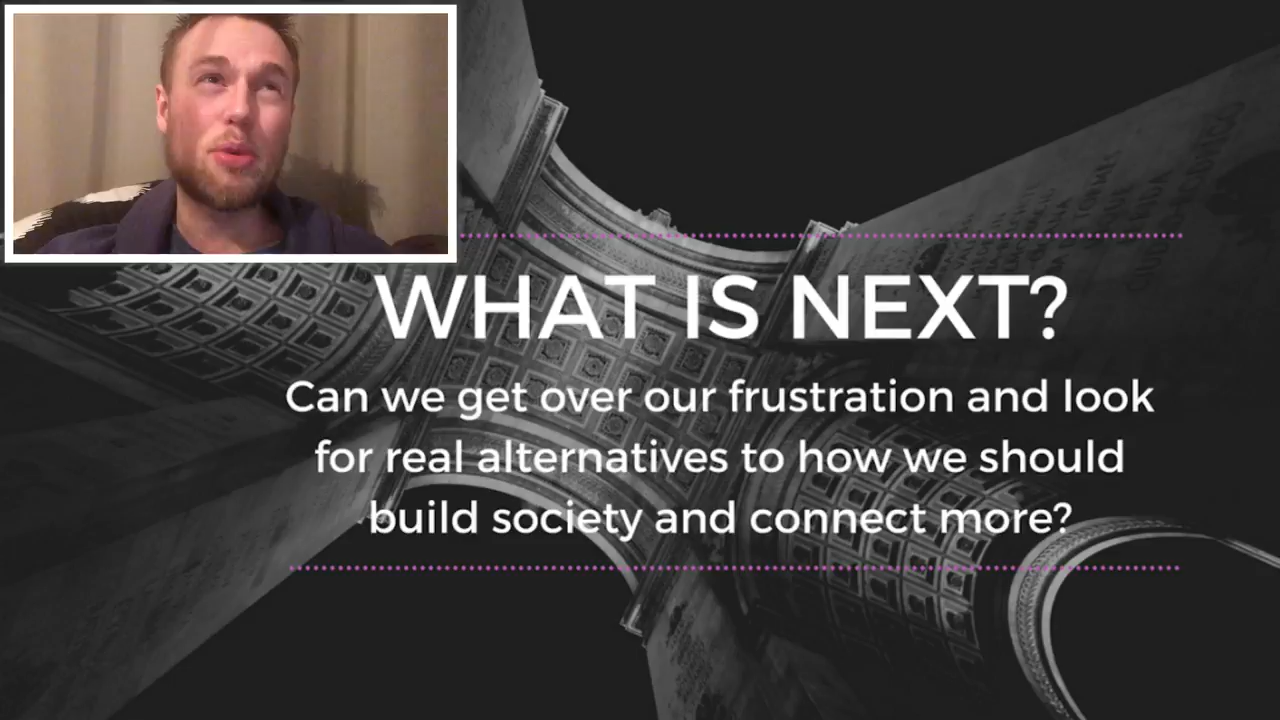 WHAT IS NEXT?
Can we get over our frustration and look
for real alternatives to how we should
build society and connect more?